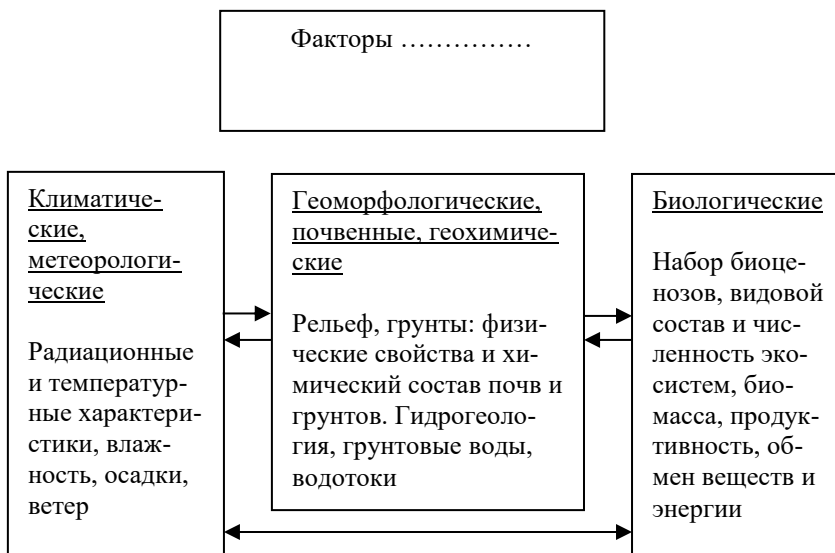 Факторы ……………
Климатиче-
ские,
метеорологи-
ческие
Радиационные
и температур-
ные характери-
стики, влаж-
ность, осадки,
ветер
Геоморфологические,
почвенные, геохимиче-
ские
Рельеф, грунты: физи-
ческие свойства и хи-
мический состав почв и
грунтов. Гидрогеоло-
гия, грунтовые воды,
водотоки
Биологические
Набор биоце-
нозов, видовой
состав и чис-
ленность эко-
систем, био-
масса, продук-
тивность, об-
мен веществ и
энергии